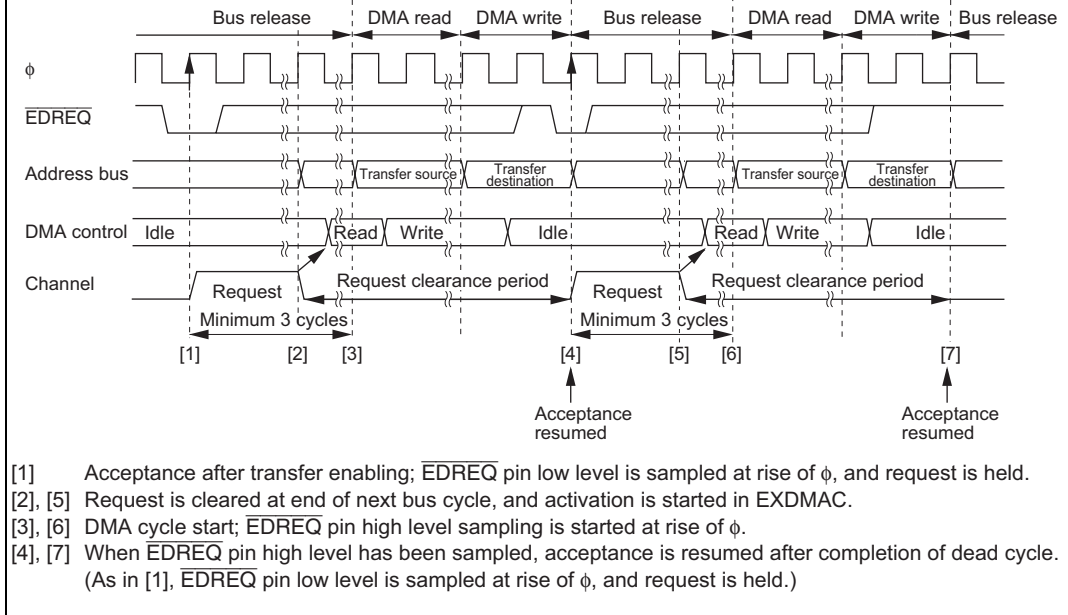 Bus release DMA read DMA write Bus release DMA read DMA write Bus release
ϕ
EDREQ
Address bus Transfer source Transfer destination Transfer source Transfer destination
DMA control Idle Read Write Idle Read Write Idle
Channel Request Request clearance period Request Request clearance period
Minimum 3 cycles Minimum 3 cycles
[1] [2] [3] [4] [5] [6] [7]
Acceptance resumed Acceptance resumed
[1] Acceptance after transfer enabling; EDREQ pin low level is sampled at rise of ϕ, and request is held.
[2], [5] Request is cleared at end of next bus cycle, and activation is started in EXDMAC.
[3], [6] DMA cycle start; EDREQ pin high level sampling is started at rise of ϕ.
[4], [7] When EDREQ pin high level has been sampled, acceptance is resumed after completion of dead cycle.
(As in [1], EDREQ pin low level is sampled at rise of ϕ, and request is held.)